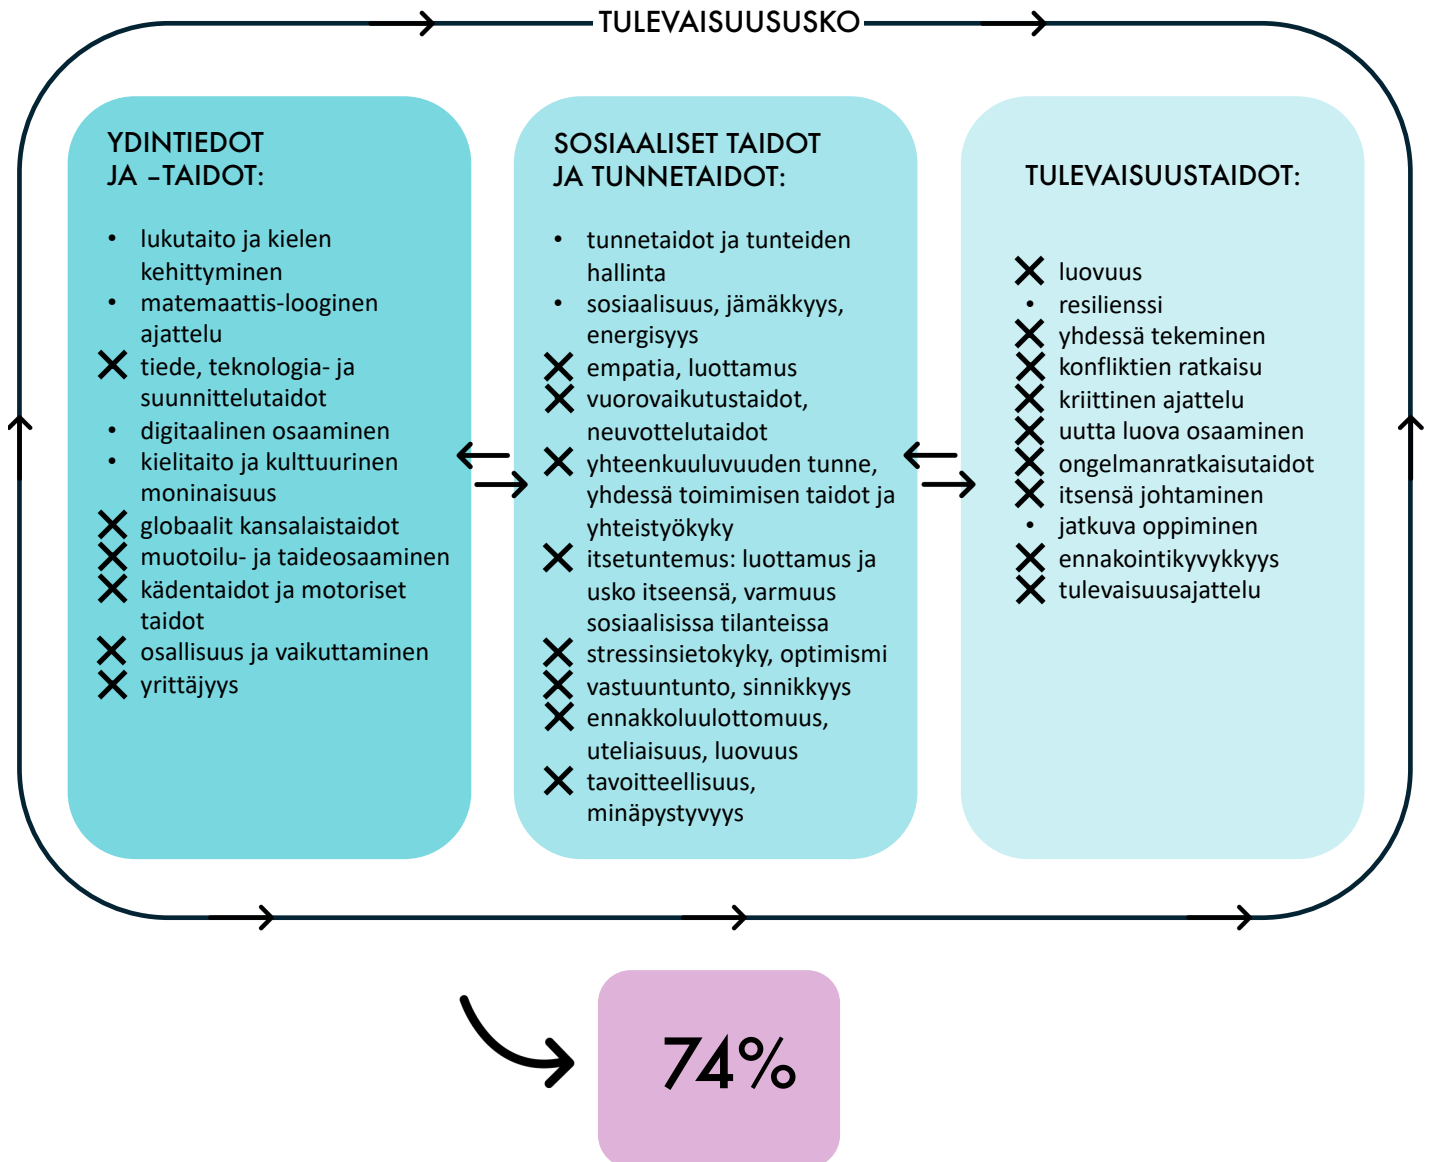 TULEVAISUUSUSKO
YDINTIEDOT
JA –TAIDOT:
• lukutaito ja kielen
kehittyminen
• matemaattis-looginen
ajattelu
tiede, teknologia- ja
suunnittelutaidot
• digitaalinen osaaminen
• kielitaito ja kulttuurinen
moninaisuus
globaalit kansalaistaidot
muotoilu- ja taideosaaminen
kädentaidot ja motoriset
taidot
osallisuus ja vaikuttaminen
yrittäjyys
SOSIAALISET TAIDOT
JA TUNNETAIDOT:
• tunnetaidot ja tunteiden
hallinta
• sosiaalisuus, jämäkkyys,
energisyys
empatia, luottamus
vuorovaikutustaidot,
neuvottelutaidot
yhteenkuuluvuuden tunne,
yhdessä toimimisen taidot ja
yhteistyökyky
itsetuntemus: luottamus ja
usko itseensä, varmuus
sosiaalisissa tilanteissa
stressinsietokyky, optimismi
vastuuntunto, sinnikkyys
ennakkoluulottomuus,
uteliaisuus, luovuus
tavoitteellisuus,
minäpystyvyys
TULEVAISUUSTAIDOT:
luovuus
• resilienssi
yhdessä tekeminen
konfliktien ratkaisu
kriittinen ajattelu
uutta luova osaaminen
ongelmanratkaisutaidot
itsensä johtaminen
• jatkuva oppiminen
ennakointikyvykkyys
tulevaisuusajattelu
74%